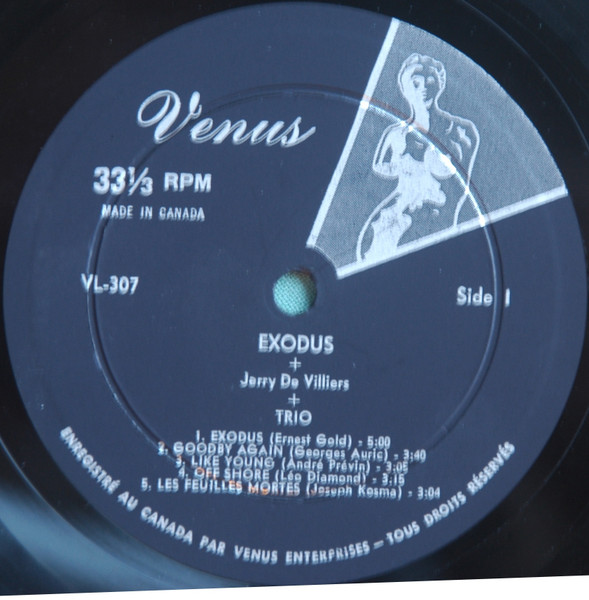 Venus
33⅓ RPM
MADE IN CANADA
VL-307
Side 1
EXODUS
+
Jerry De Villiers
+
TRIO
1. EXODUS (Ernest Gold) - 5:00
2. GOODBY AGAIN (Georges Auric) - 3:40
3. LIKE YOUNG (André Prévin) - 3:05
4. OFF SHORE (Léo Diamond) - 3:15
5. LES FEUILLES MORTES (Joseph Kosma) - 3:04
ENREGISTRÉ AU CANADA PAR VENUS ENTERPRISES — TOUS DROITS RÉSERVÉS